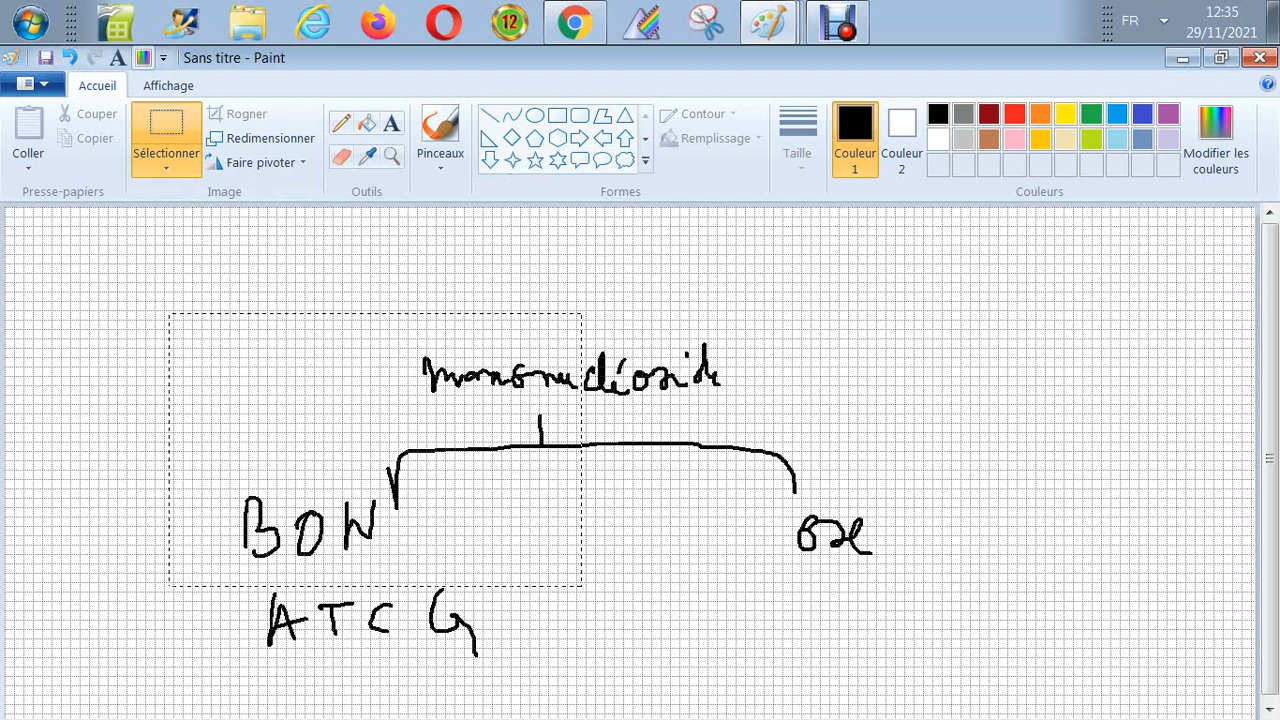 12
FR
12:35
29/11/2021
Sans titre - Paint
Accueil
Affichage
Coller
Couper
Copier
Presse-papiers
Sélectionner
Rogner
Redimensionner
Faire pivoter
Image
Outils
Pinceaux
Formes
Contour
Remplissage
Taille
Couleur 1
Couleur 2
Modifier les couleurs
Couleurs
ose
A T C G